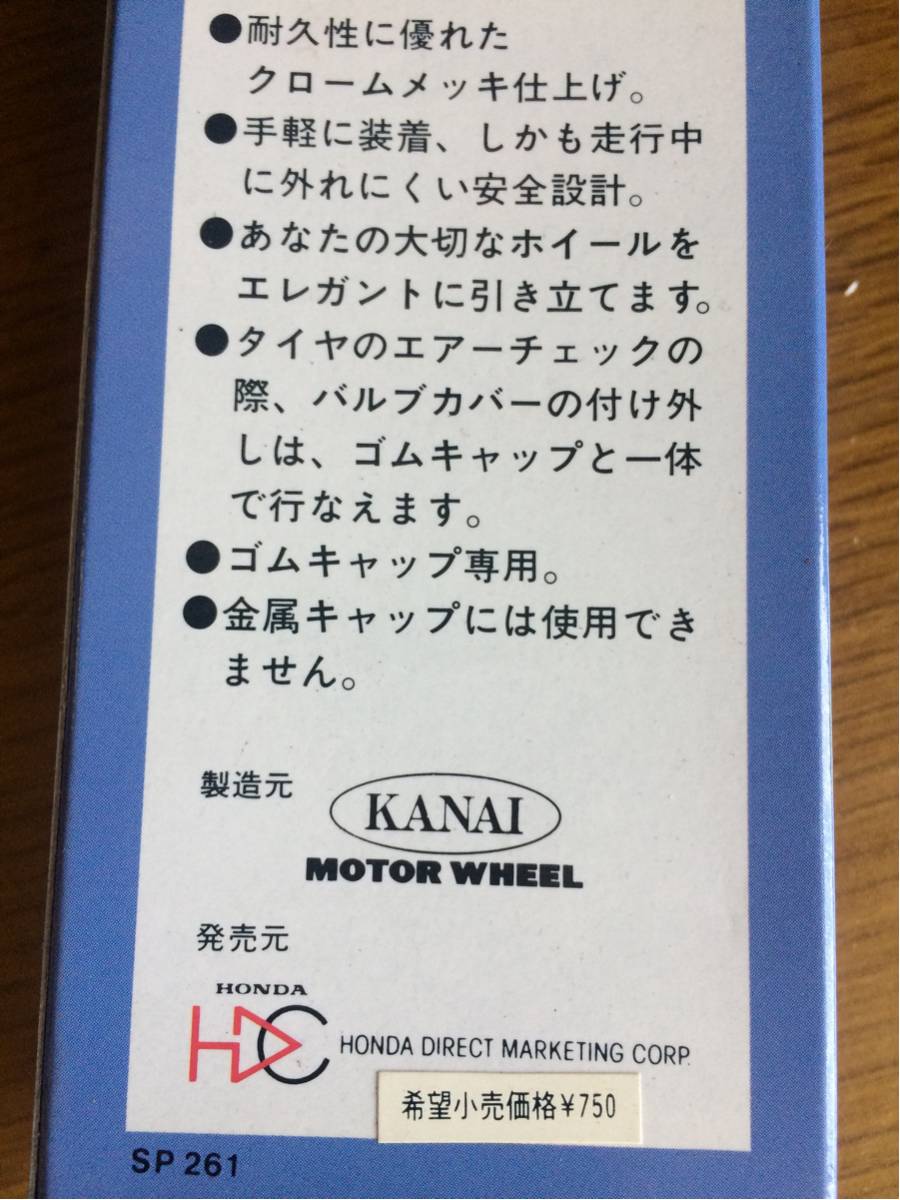 ●耐久性に優れた
クロームメッキ仕上げ。
●手軽に装着、しかも走行中
に外れにくい安全設計。
●あなたの大切なホイールを
エレガントに引き立てます。
●タイヤのエアーチェックの
際、バルブカバーの付け外
しは、ゴムキャップと一体
で行なえます。
●ゴムキャップ専用。
●金属キャップには使用でき
ません。
製造元
KANAI
MOTOR WHEEL
発売元
HONDA
HDC HONDA DIRECT MARKETING CORP.
希望小売価格¥750
SP 261